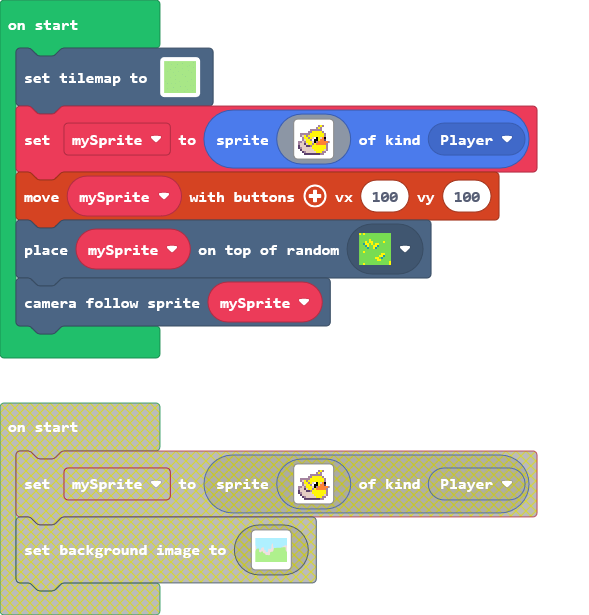 on start
set tilemap to
set mySprite to sprite of kind Player
move mySprite with buttons vx 100 vy 100
place mySprite on top of random
camera follow sprite mySprite
on start
set mySprite to sprite of kind Player
set background image to